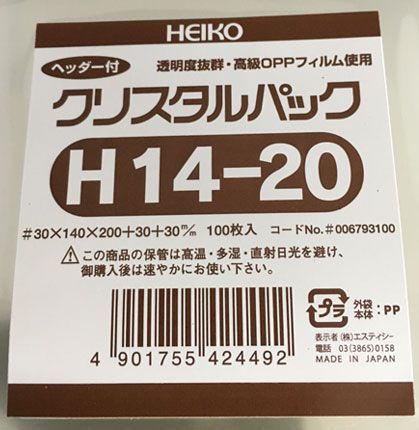 HEIKO
ヘッダー付 透明度抜群・高級OPPフィルム使用
クリスタルパック
H14-20
#30×140×200+30+30m/m 100枚入 コードNo.#006793100
この商品の保管は高温・多湿・直射日光を避け、
御購入後は速やかにお使い下さい。
プラ 外袋 本体:PP
表示者(株)エスティシー
電話 03(3865)0158
MADE IN JAPAN
4 901755 424492